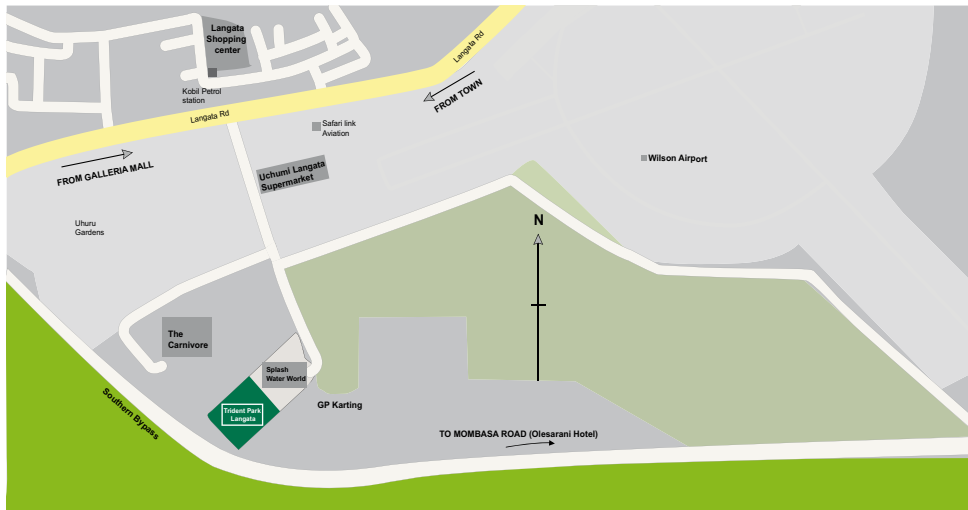 Langata
Shopping
center
Kobil Petrol
station
Langata Rd
Langata Rd
FROM TOWN
Safari link
Aviation
FROM GALLERIA MALL
Uchumi Langata
Supermarket
Wilson Airport
Uhuru
Gardens
N
The
Carnivore
Splash
Water World
Trident Park
Langata
GP Karting
Southern Bypass
TO MOMBASA ROAD (Olesarani Hotel)